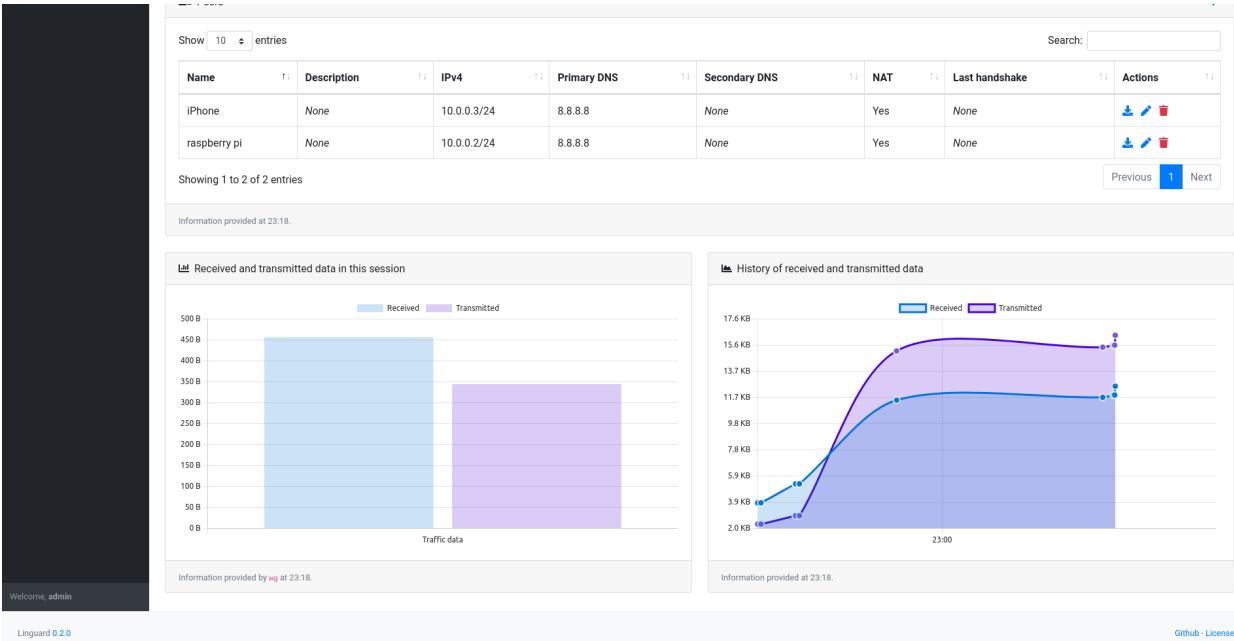 Show 10 entries Search:
Name Description IPv4 Primary DNS Secondary DNS NAT Last handshake Actions
iPhone None 10.0.0.3/24 8.8.8.8 None Yes None
raspberry pi None 10.0.0.2/24 8.8.8.8 None Yes None
Showing 1 to 2 of 2 entries Previous 1 Next
Information provided at 23:18.
Received and transmitted data in this session
Received Transmitted
500 B
450 B
400 B
350 B
300 B
250 B
200 B
150 B
100 B
50 B
0 B
Traffic data
Information provided by wg at 23:18.
History of received and transmitted data
Received Transmitted
17.6 KB
15.6 KB
13.7 KB
11.7 KB
9.8 KB
7.8 KB
5.9 KB
3.9 KB
2.0 KB
23:00
Information provided at 23:18.
Welcome, admin
Linguard 0.2.0 Github · License